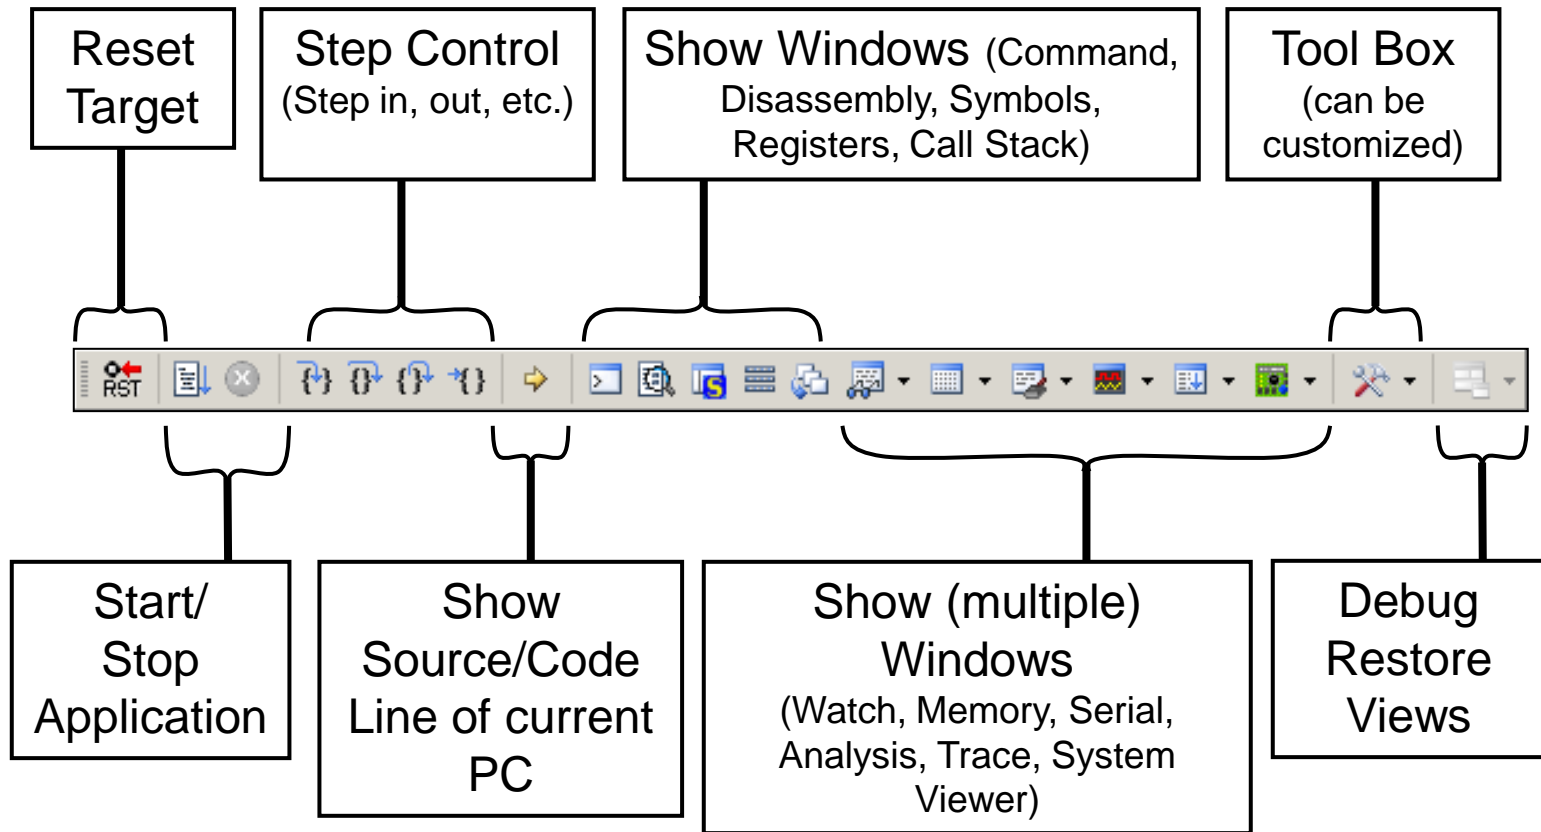 Reset
Target
Step Control
(Step in, out, etc.)
Show Windows (Command,
Disassembly, Symbols,
Registers, Call Stack)
Tool Box
(can be
customized)
RST
{} {} {} {}
>_
S
Start/
Stop
Application
Show
Source/Code
Line of current
PC
Show (multiple)
Windows
(Watch, Memory, Serial,
Analysis, Trace, System
Viewer)
Debug
Restore
Views